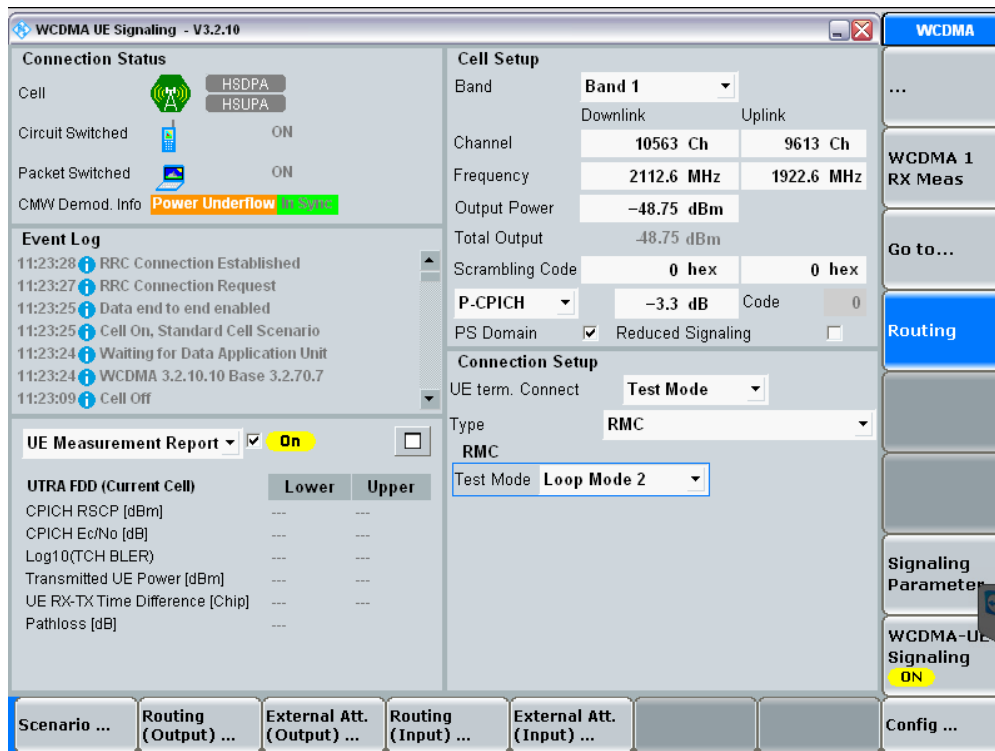 WCDMA UE Signaling - V3.2.10
WCDMA
Connection Status
Cell
HSDPA
HSUPA
Circuit Switched
ON
Packet Switched
ON
CMW Demod. Info Power Underflow In Sync
Event Log
11:23:28 RRC Connection Established
11:23:27 RRC Connection Request
11:23:25 Data end to end enabled
11:23:25 Cell On, Standard Cell Scenario
11:23:24 Waiting for Data Application Unit
11:23:24 WCDMA 3.2.10.10 Base 3.2.70.7
11:23:09 Cell Off
UE Measurement Report On
UTRA FDD (Current Cell) Lower Upper
CPICH RSCP [dBm] --- ---
CPICH Ec/No [dB] --- ---
Log10(TCH BLER) --- ---
Transmitted UE Power [dBm] --- ---
UE RX-TX Time Difference [Chip] --- ---
Pathloss [dB] ---
Cell Setup
Band Band 1
Downlink Uplink
Channel 10563 Ch 9613 Ch
Frequency 2112.6 MHz 1922.6 MHz
Output Power -48.75 dBm
Total Output -48.75 dBm
Scrambling Code 0 hex 0 hex
P-CPICH -3.3 dB Code 0
PS Domain Reduced Signaling
Connection Setup
UE term. Connect Test Mode
Type RMC
RMC
Test Mode Loop Mode 2
...
WCDMA 1
RX Meas
Go to...
Routing
Signaling
Parameter
WCDMA-UE
Signaling
ON
Config ...
Scenario ...
Routing
(Output) ...
External Att.
(Output) ...
Routing
(Input) ...
External Att.
(Input) ...